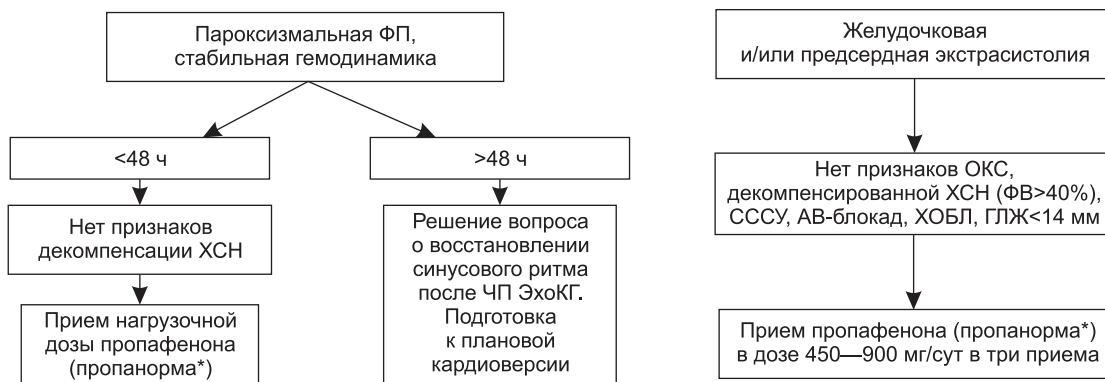 Пароксизмальная ФП,
стабильная гемодинамика
<48 ч
Нет признаков
декомпенсации ХСН
Прием нагрузочной
дозы пропафенона
(пропанорма*)
>48 ч
Решение вопроса
о восстановлении
синусового ритма
после ЧП ЭхоКГ.
Подготовка
к плановой
кардиоверсии
Желудочковая
и/или предсердная экстрасистолия
Нет признаков ОКС,
декомпенсированной ХСН (ФВ>40%),
СССУ, АВ-блокад, ХОБЛ, ГЛЖ<14 мм
Прием пропафенона (пропанорма*)
в дозе 450—900 мг/сут в три приема